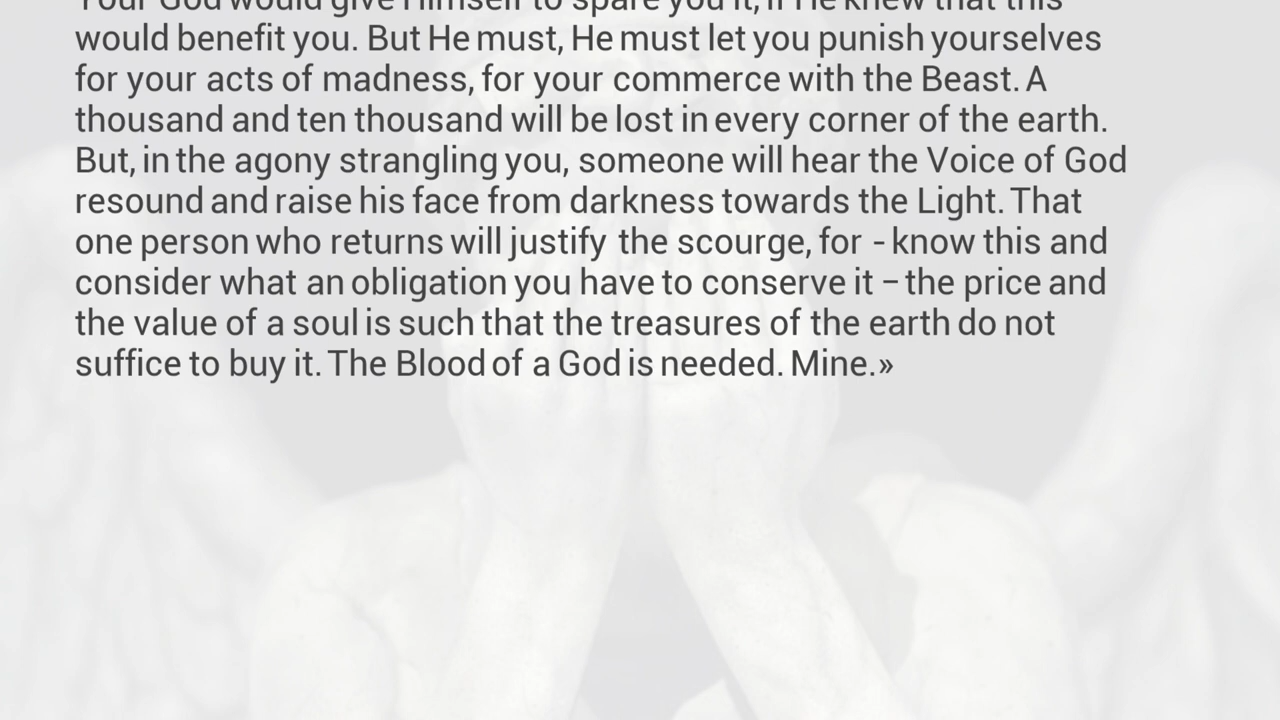 Your God would give Himself to spare you it, if He knew that this
would benefit you. But He must, He must let you punish yourselves
for your acts of madness, for your commerce with the Beast. A
thousand and ten thousand will be lost in every corner of the earth.
But, in the agony strangling you, someone will hear the Voice of God
resound and raise his face from darkness towards the Light. That
one person who returns will justify the scourge, for - know this and
consider what an obligation you have to conserve it – the price and
the value of a soul is such that the treasures of the earth do not
suffice to buy it. The Blood of a God is needed. Mine.»